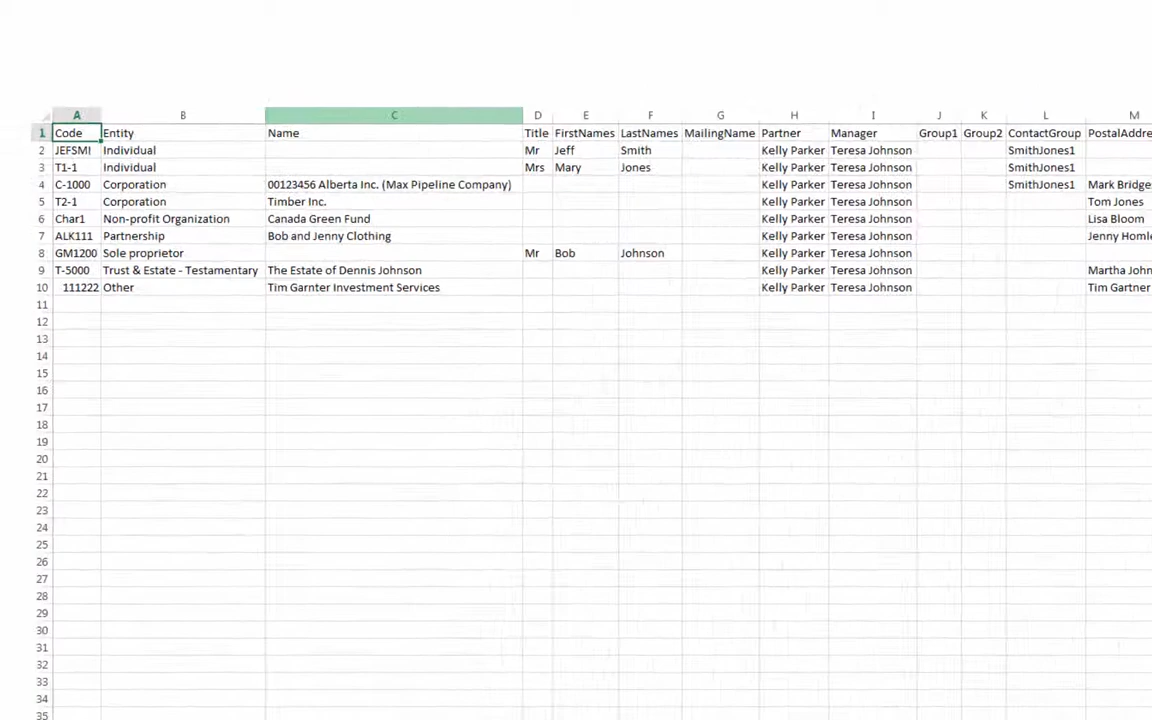 A B C D E F G H I J K L M
1 Code Entity Name Title FirstNames LastNames MailingName Partner Manager Group1 Group2 ContactGroup PostalAddre
2 JEFSMI Individual Mr Jeff Smith Kelly Parker Teresa Johnson SmithJones1
3 T1-1 Individual Mrs Mary Jones Kelly Parker Teresa Johnson SmithJones1
4 C-1000 Corporation 00123456 Alberta Inc. (Max Pipeline Company) Kelly Parker Teresa Johnson SmithJones1 Mark Bridge
5 T2-1 Corporation Timber Inc. Kelly Parker Teresa Johnson Tom Jones
6 Char1 Non-profit Organization Canada Green Fund Kelly Parker Teresa Johnson Lisa Bloom
7 ALK111 Partnership Bob and Jenny Clothing Kelly Parker Teresa Johnson Jenny Homle
8 GM1200 Sole proprietor Mr Bob Johnson Kelly Parker Teresa Johnson
9 T-5000 Trust & Estate - Testamentary The Estate of Dennis Johnson Kelly Parker Teresa Johnson Martha John
10 111222 Other Tim Garnter Investment Services Kelly Parker Teresa Johnson Tim Gartner
11
12
13
14
15
16
17
18
19
20
21
22
23
24
25
26
27
28
29
30
31
32
33
34
35